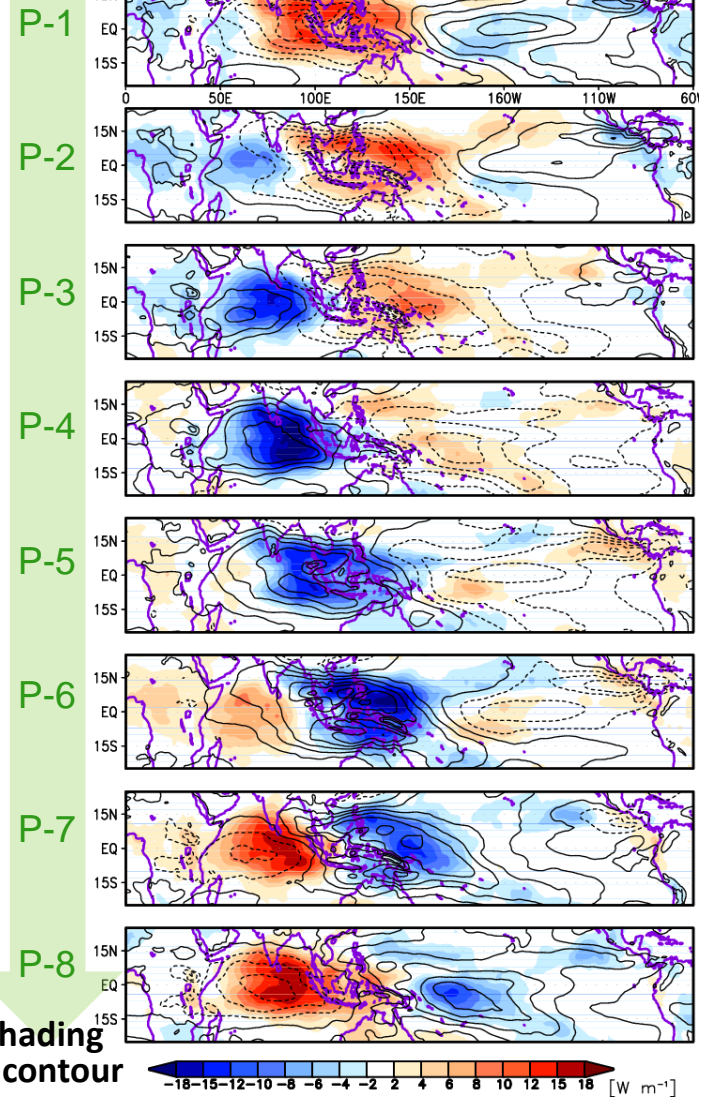 P-1
EQ
15S
0 50E 100E 150E 160W 110W
P-2
15N
EQ
15S
P-3
15N
EQ
15S
P-4
15N
EQ
15S
P-5
15N
EQ
15S
P-6
15N
EQ
15S
P-7
15N
EQ
15S
P-8
15N
EQ
15S
hading
contour
-18 -15 -12 -10 -8 -6 -4 -2 2 4 6 8 10 12 15 18
[W m⁻¹]